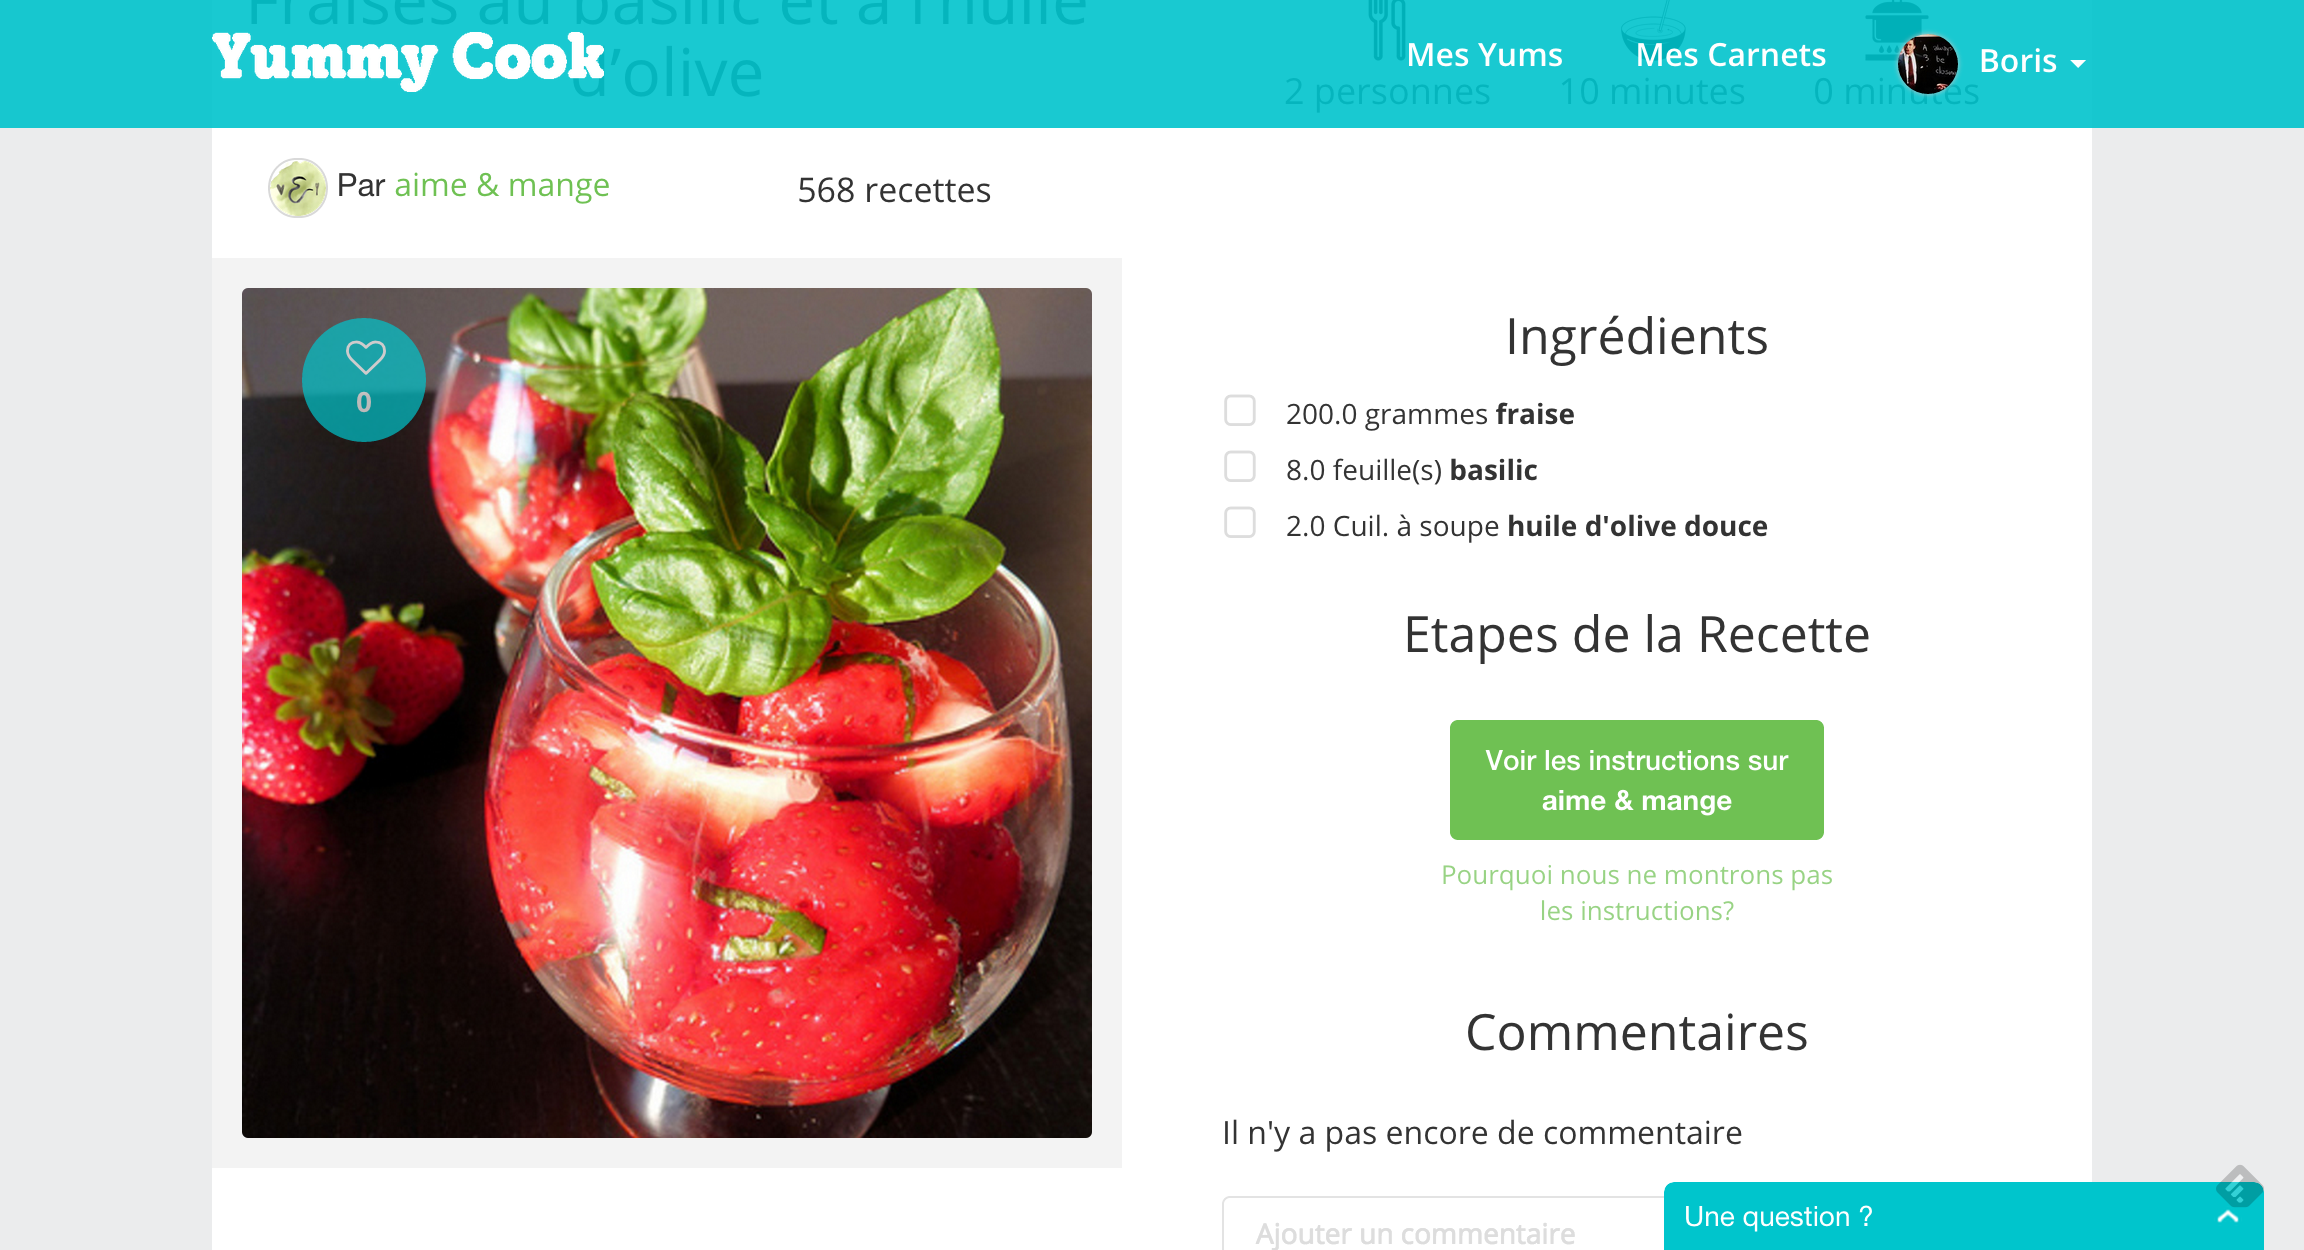 Fraises au basilic et à l'huile
d'olive
Yummy Cook
Mes Yums
Mes Carnets
Boris
2 personnes
10 minutes
0 minutes
Par aime & mange
568 recettes
0
Ingrédients
200.0 grammes fraise
8.0 feuille(s) basilic
2.0 Cuil. à soupe huile d'olive douce
Etapes de la Recette
Voir les instructions sur
aime & mange
Pourquoi nous ne montrons pas
les instructions?
Commentaires
Il n'y a pas encore de commentaire
Ajouter un commentaire
Une question ?